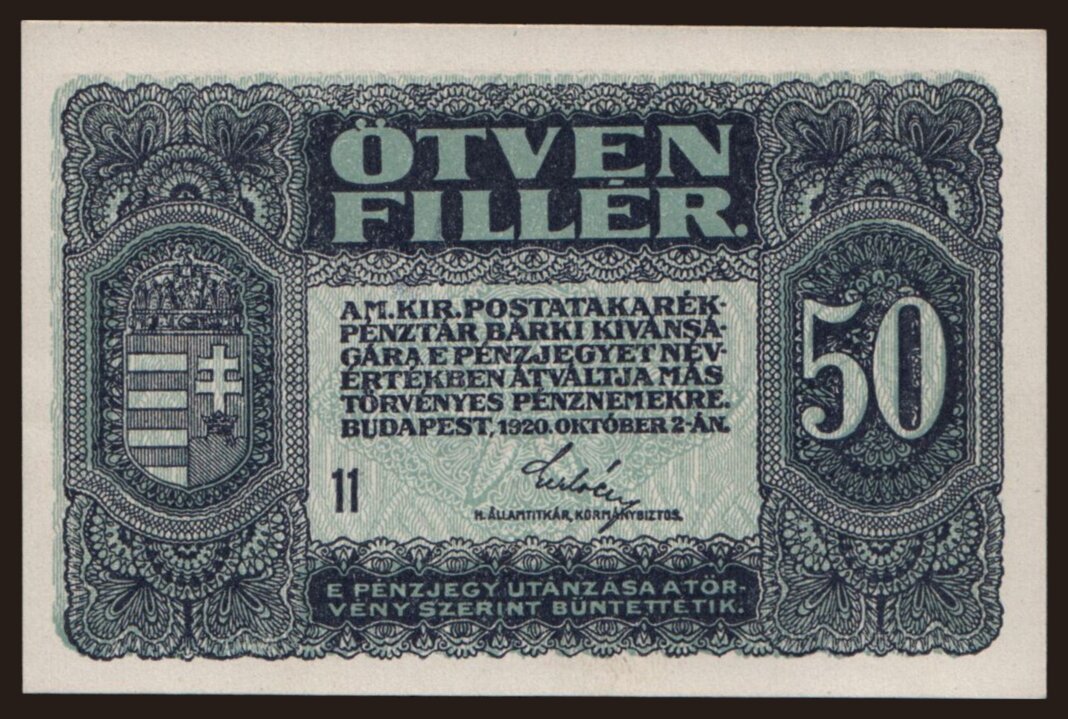 ÖTVEN
FILLÉR.
A M. KIR. POSTATAKARÉK-
PÉNZTÁR BÁRKI KIVÁNSÁ-
GÁRA E PÉNZJEGYET NÉV-
ÉRTÉKBEN ÁTVÁLTJA MÁS
TÖRVÉNYES PÉNZNEMEKRE.
BUDAPEST, 1920. OKTÓBER 2-ÁN.
50
11
H. ÁLLAMTITKÁR, KORMÁNYBIZTOS.
E PÉNZJEGY UTÁNZÁSA A TÖR-
VÉNY SZERINT BÜNTETTETIK.